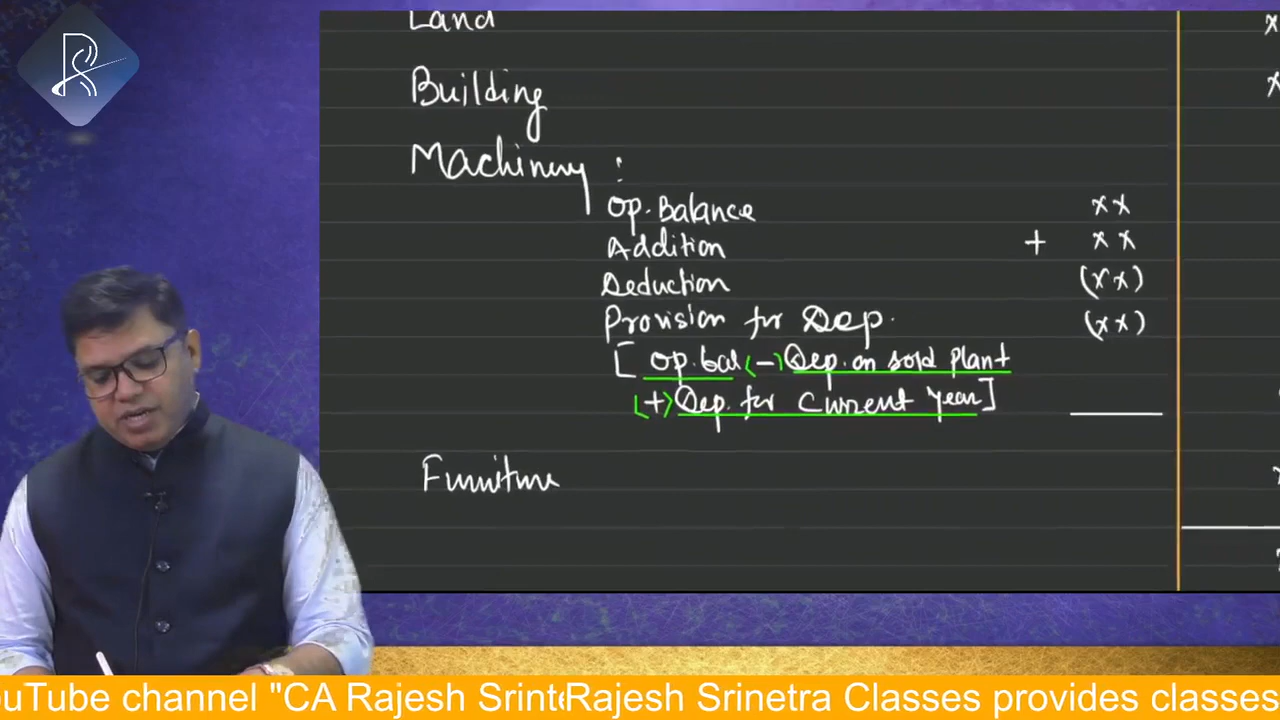 Land x
Building x
Machinery :
Op. Balance xx
Addition + xx
Deduction (xx)
Provision for Dep. (xx)
[ Op. bal (-) Dep. on sold Plant
(+) Dep. for Current Year]
Furniture
ouTube channel "CA Rajesh Srint Rajesh Srinetra Classes provides classes